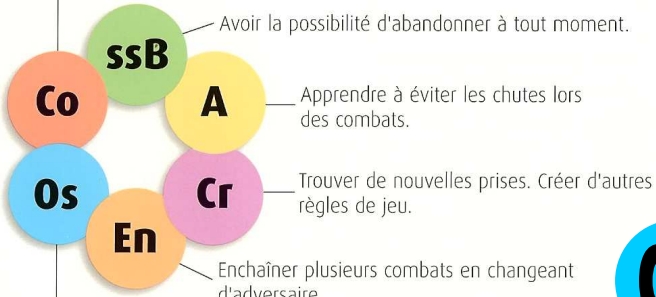 ssB
Avoir la possibilité d'abandonner à tout moment.
Co
A
Apprendre à éviter les chutes lors
des combats.
Os
Cr
Trouver de nouvelles prises. Créer d'autres
règles de jeu.
En
Enchaîner plusieurs combats en changeant
d'adversaire.